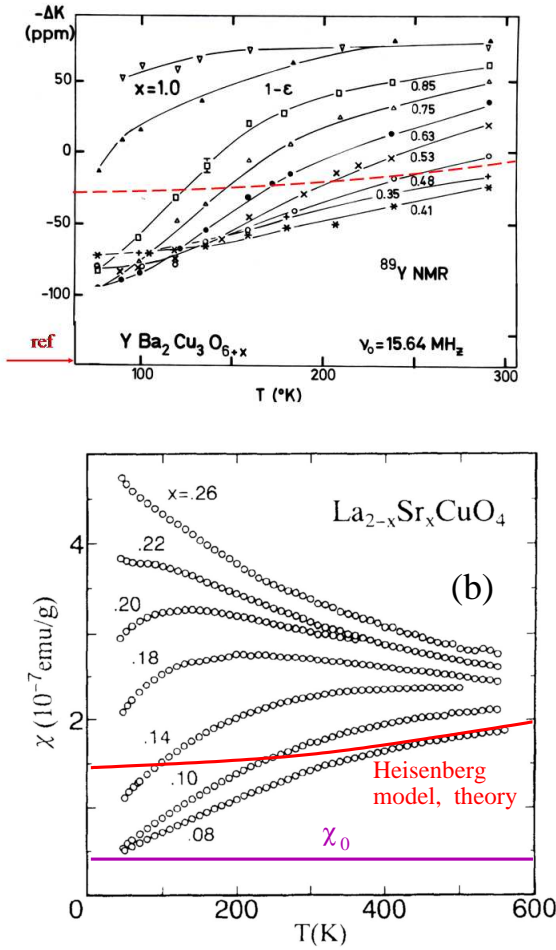 -ΔK
(ppm)
50
0
-50
-100
x=1.0
1-ε
0.85
0.75
0.63
0.53
0.48
0.35
0.41
89Y NMR
ref
Y Ba2 Cu3 O6+x
ν0=15.64 MHz
100
200
300
T (°K)
χ (10-7emu/g)
4
2
0
x=.26
.22
.20
.18
.14
.10
.08
La2-xSrxCuO4
(b)
Heisenberg
model, theory
χ0
0
200
400
600
T(K)